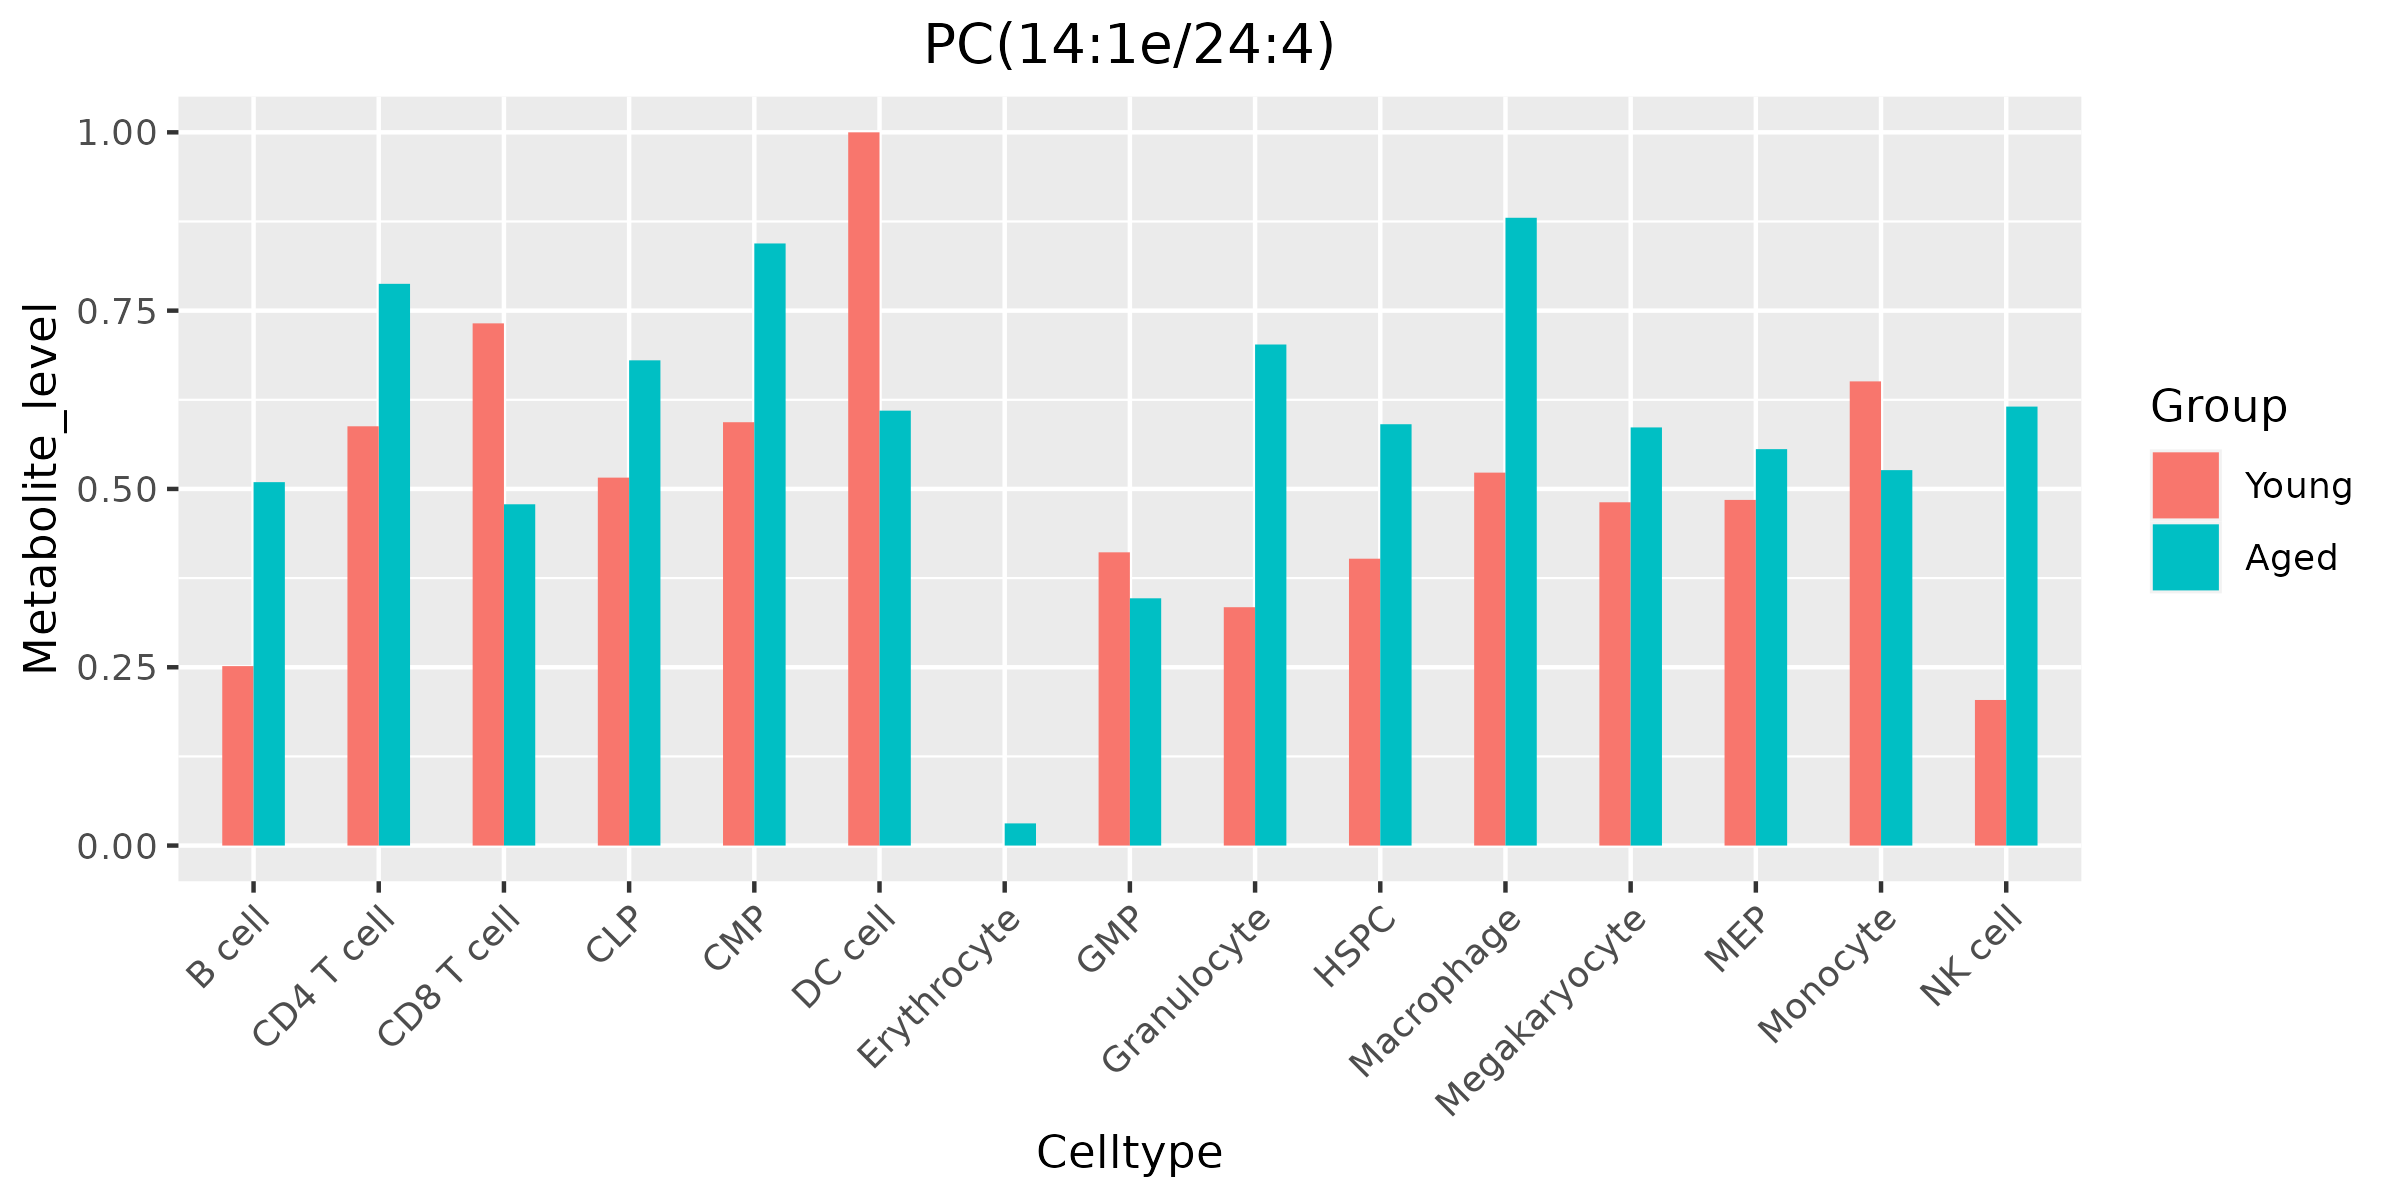 PC(14:1e/24:4)
Metabolite_level
1.00
0.75
0.50
0.25
0.00
B cell
CD4 T cell
CD8 T cell
CLP
CMP
DC cell
Erythrocyte
GMP
Granulocyte
HSPC
Macrophage
Megakaryocyte
MEP
Monocyte
NK cell
Celltype
Group
Young
Aged